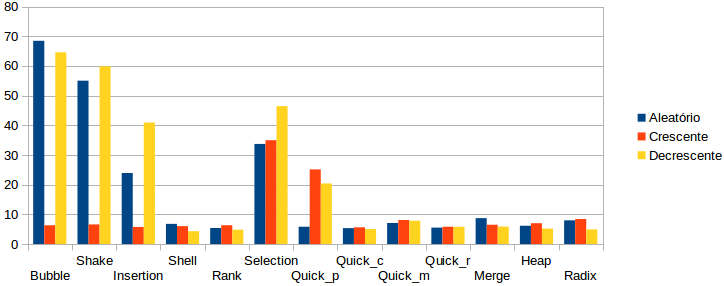 80
70
60
50
40
30
20
10
0
Bubble
Shake
Insertion
Shell
Rank
Selection
Quick_p
Quick_c
Quick_m
Quick_r
Merge
Heap
Radix
Aleatório
Crescente
Decrescente